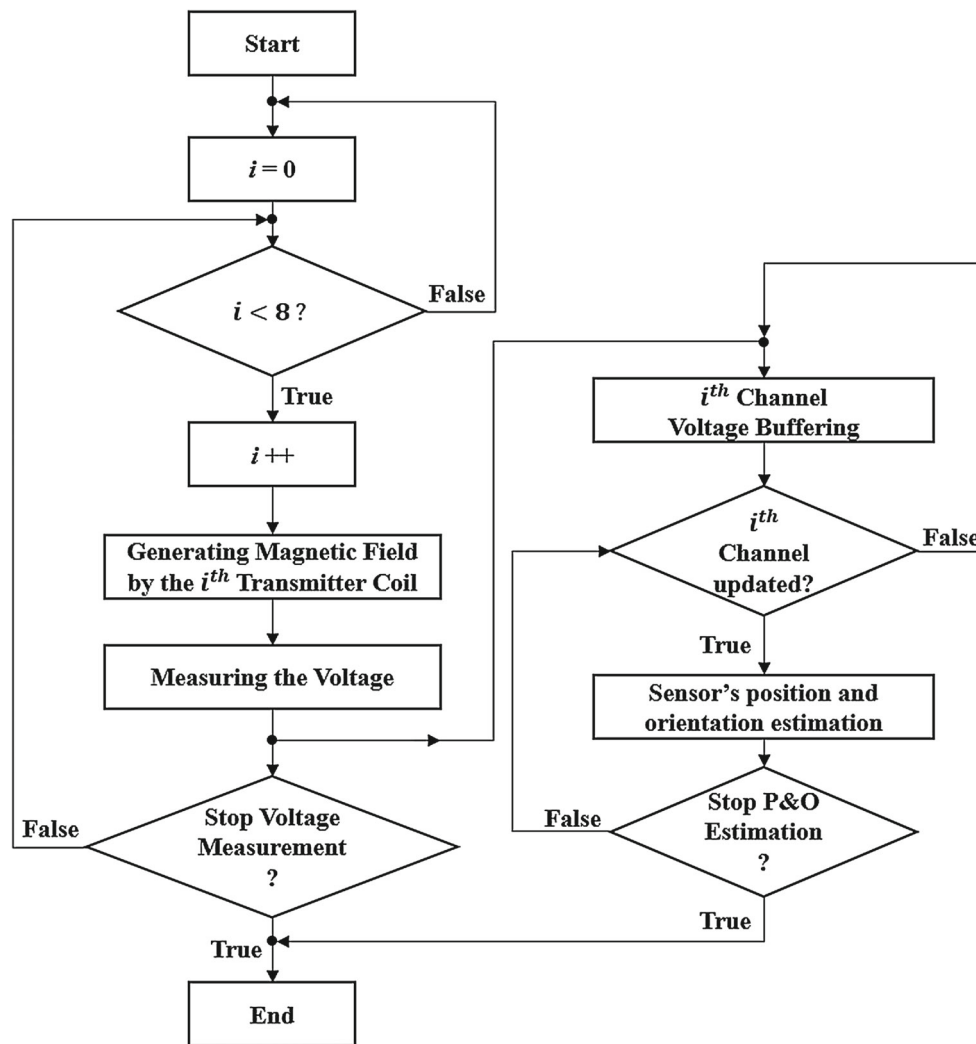 Start
i = 0
i < 8 ?
False
True
i ++
Generating Magnetic Field
by the iᵗʰ Transmitter Coil
Measuring the Voltage
Stop Voltage
Measurement
?
False
True
End
iᵗʰ Channel
Voltage Buffering
iᵗʰ
Channel
updated?
False
True
Sensor's position and
orientation estimation
Stop P&O
Estimation
?
False
True